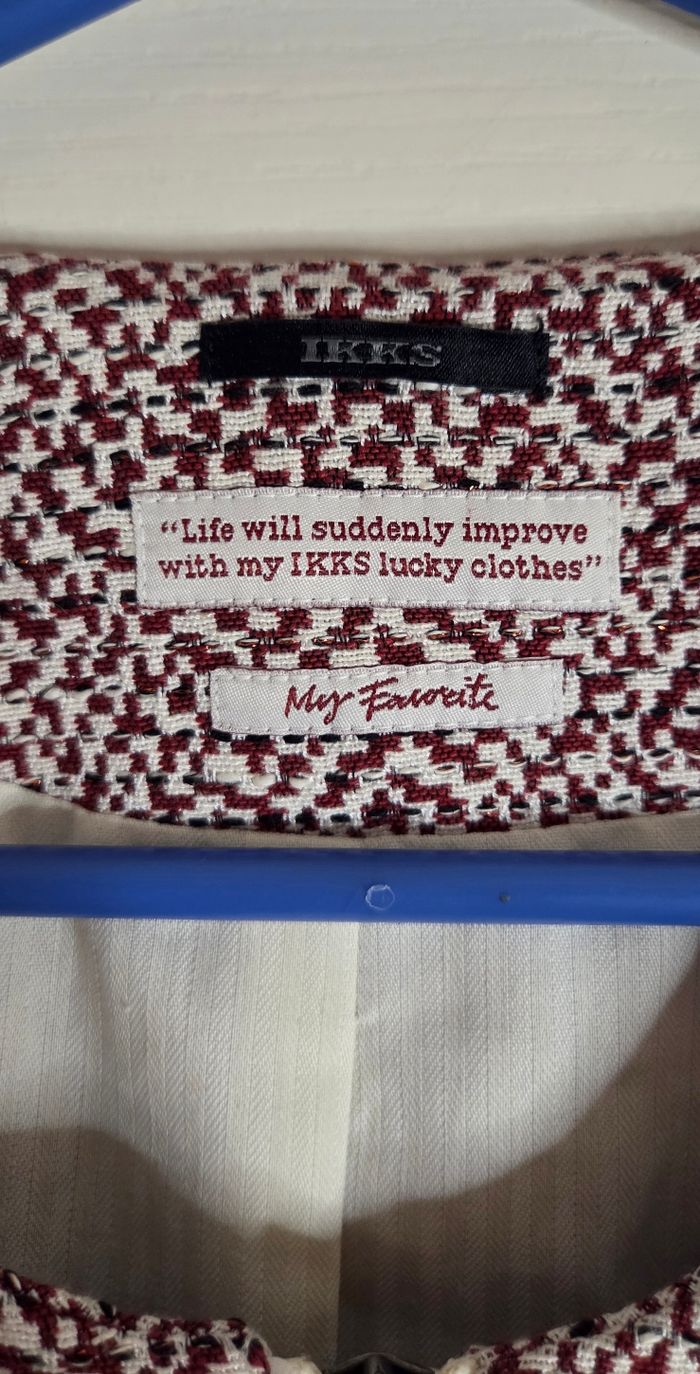 IKKS
“Life will suddenly improve
with my IKKS lucky clothes”
My Favorite